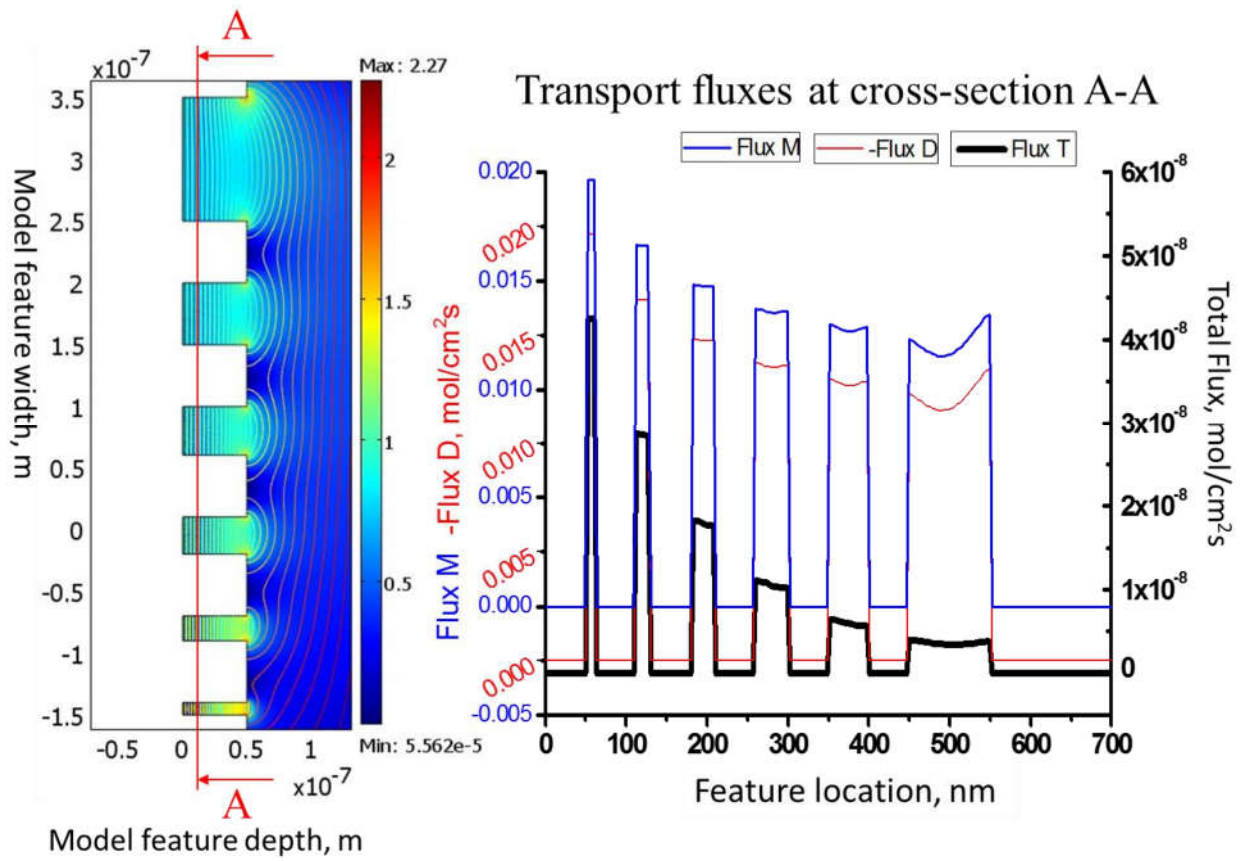 A
x10^-7
Max: 2.27
3.5
3
2.5
2
1.5
1
0.5
0
-0.5
-1
-1.5
Model feature width, m
2
1.5
1
0.5
Min: 5.562e-5
-0.5
0
0.5
1
x10^-7
A
Model feature depth, m
Transport fluxes at cross-section A-A
Flux M
-Flux D
Flux T
0.020
0.015
0.010
0.005
0.000
-0.005
0.020
0.015
0.010
0.005
0.000
Flux M -Flux D, mol/cm²s
6x10⁻⁸
5x10⁻⁸
4x10⁻⁸
3x10⁻⁸
2x10⁻⁸
1x10⁻⁸
0
Total Flux, mol/cm²s
0 100 200 300 400 500 600 700
Feature location, nm